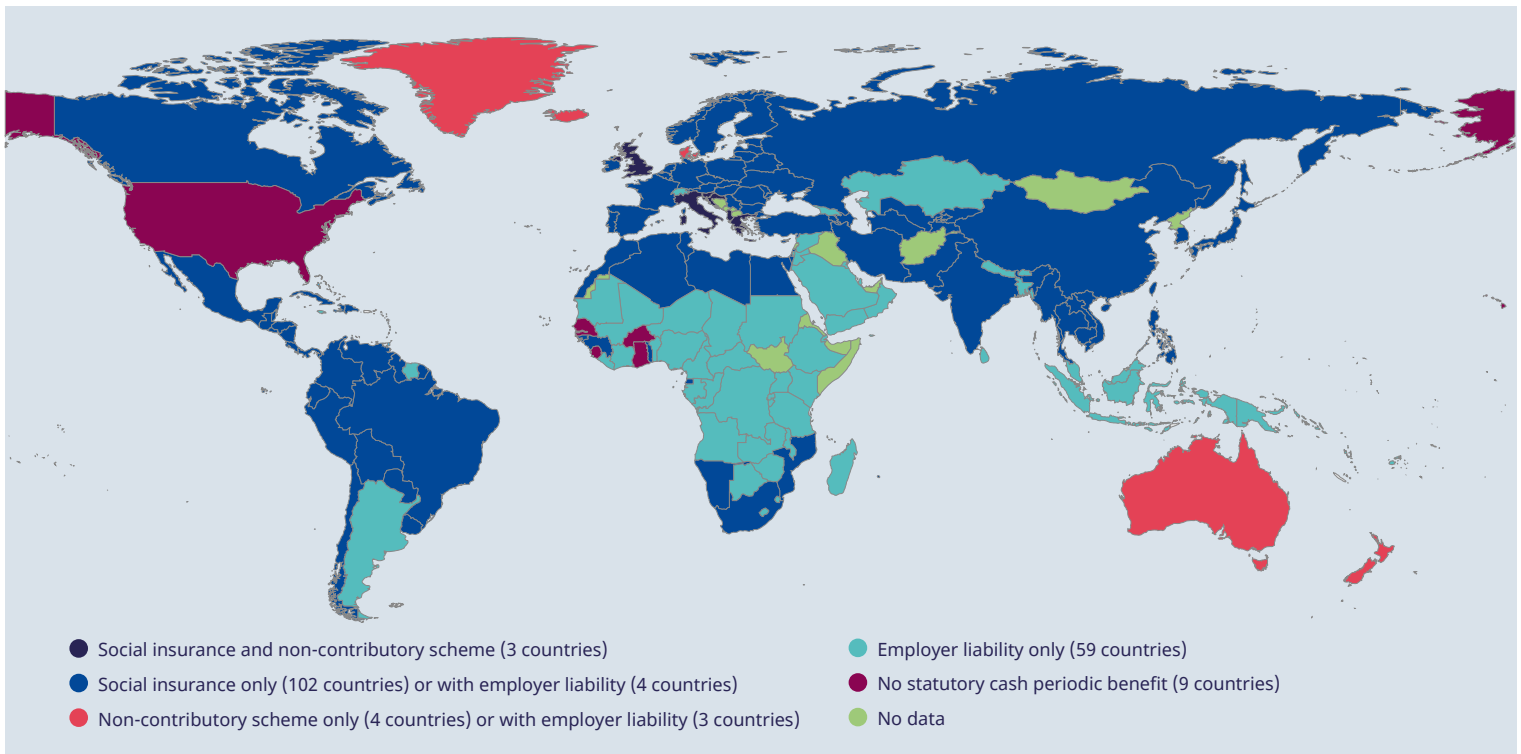 Social insurance and non-contributory scheme (3 countries)
Social insurance only (102 countries) or with employer liability (4 countries)
Non-contributory scheme only (4 countries) or with employer liability (3 countries)
Employer liability only (59 countries)
No statutory cash periodic benefit (9 countries)
No data